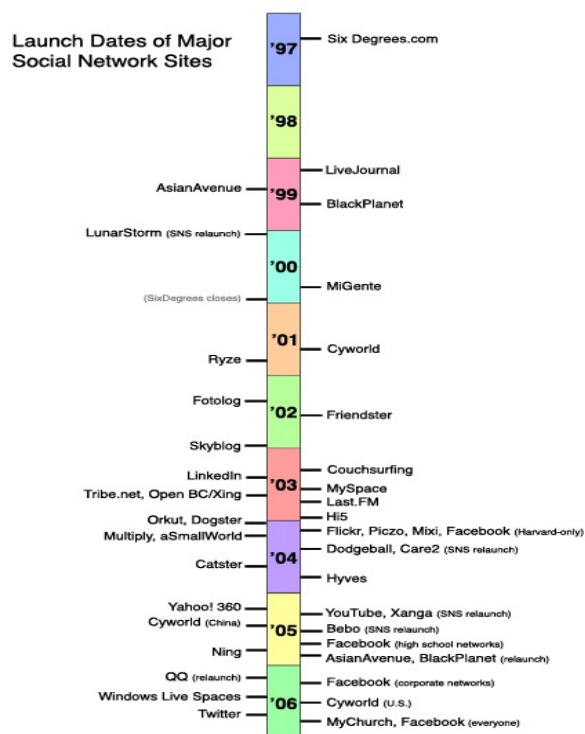 Launch Dates of Major
Social Network Sites
'97
Six Degrees.com
'98
'99
LiveJournal
AsianAvenue
BlackPlanet
LunarStorm (SNS relaunch)
'00
MiGente
(SixDegrees closes)
'01
Cyworld
Ryze
Fotolog
'02
Friendster
Skyblog
'03
Couchsurfing
LinkedIn
MySpace
Tribe.net, Open BC/Xing
Last.FM
Hi5
Orkut, Dogster
Flickr, Piczo, Mixi, Facebook (Harvard-only)
Multiply, aSmallWorld
Dodgeball, Care2 (SNS relaunch)
'04
Catster
Hyves
Yahoo! 360
YouTube, Xanga (SNS relaunch)
Cyworld (China)
'05
Bebo (SNS relaunch)
Facebook (high school networks)
Ning
AsianAvenue, BlackPlanet (relaunch)
QQ (relaunch)
Facebook (corporate networks)
Windows Live Spaces
'06
Cyworld (U.S.)
Twitter
MyChurch, Facebook (everyone)